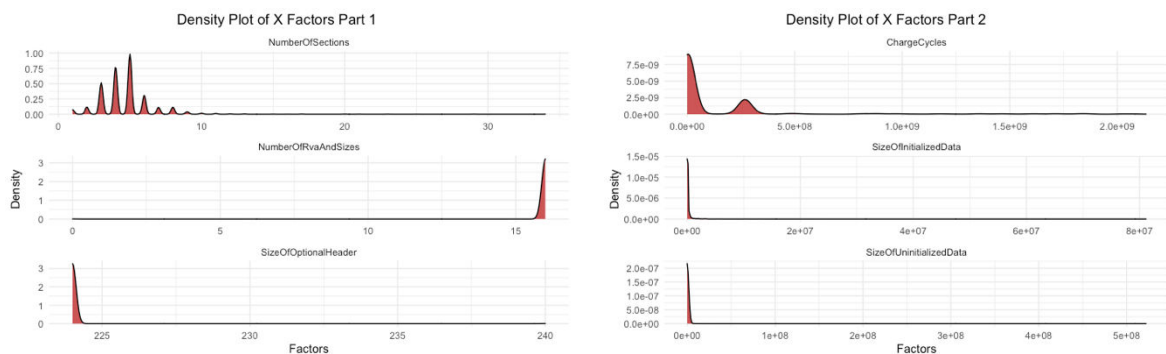 Density Plot of X Factors Part 1
NumberOfSections
1.00
0.75
0.50
0.25
0.00
0 10 20 30
NumberOfRvaAndSizes
3
2
1
0
0 5 10 15
SizeOfOptionalHeader
3
2
1
0
225 230 235 240
Density
Factors
Density Plot of X Factors Part 2
ChargeCycles
7.5e-09
5.0e-09
2.5e-09
0.0e+00
0.0e+00 5.0e+08 1.0e+09 1.5e+09 2.0e+09
SizeOfInitializedData
1.5e-05
1.0e-05
5.0e-06
0.0e+00
0e+00 2e+07 4e+07 6e+07 8e+07
SizeOfUninitializedData
2.0e-07
1.5e-07
1.0e-07
5.0e-08
0.0e+00
0e+00 1e+08 2e+08 3e+08 4e+08 5e+08
Density
Factors